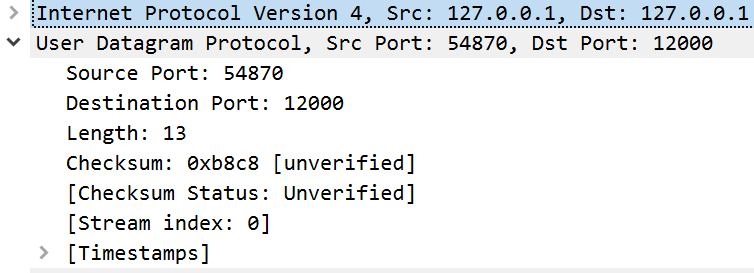 Internet Protocol Version 4, Src: 127.0.0.1, Dst: 127.0.0.1
User Datagram Protocol, Src Port: 54870, Dst Port: 12000
Source Port: 54870
Destination Port: 12000
Length: 13
Checksum: 0xb8c8 [unverified]
[Checksum Status: Unverified]
[Stream index: 0]
[Timestamps]